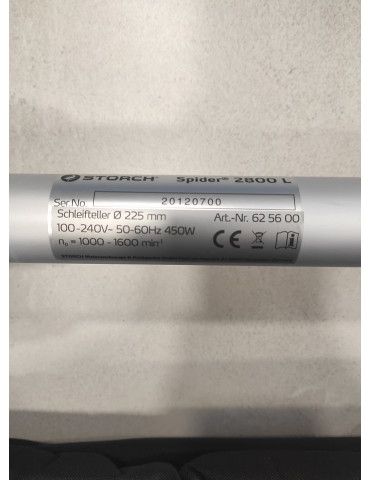 STORCH® Spider® 2800 L
Ser No 20120700
Schleifteller Ø 225 mm Art.-Nr. 62 56 00
100-240V~ 50-60Hz 450W
n₀ = 1000 - 1600 min⁻¹ CE